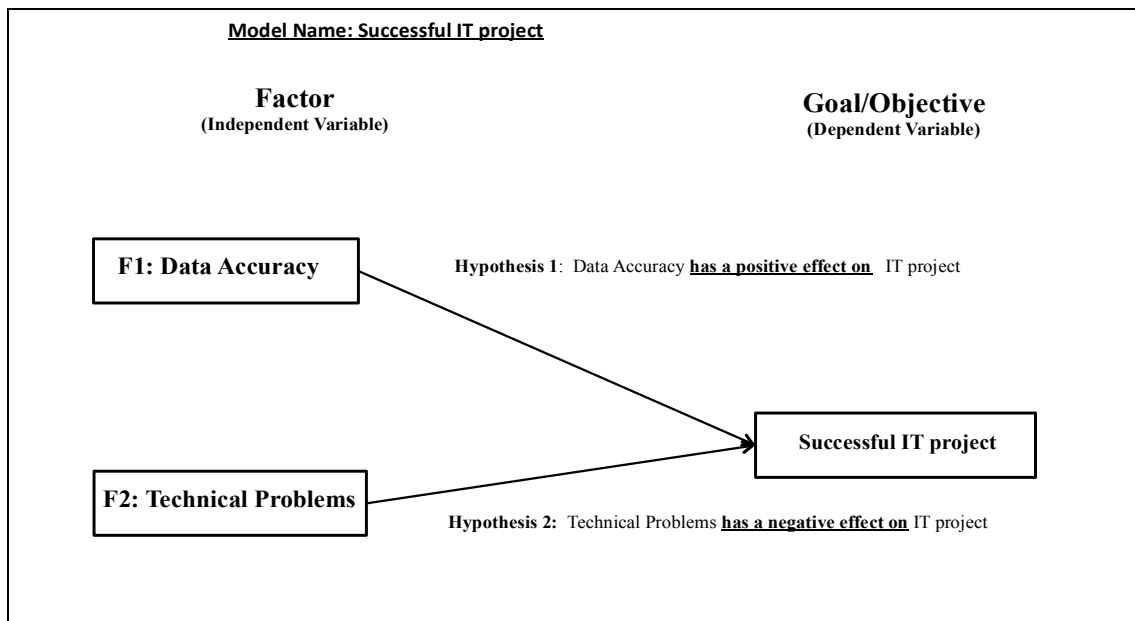 Model Name: Successful IT project
Factor
(Independent Variable)
Goal/Objective
(Dependent Variable)
F1: Data Accuracy
Hypothesis 1: Data Accuracy has a positive effect on IT project
Successful IT project
F2: Technical Problems
Hypothesis 2: Technical Problems has a negative effect on IT project